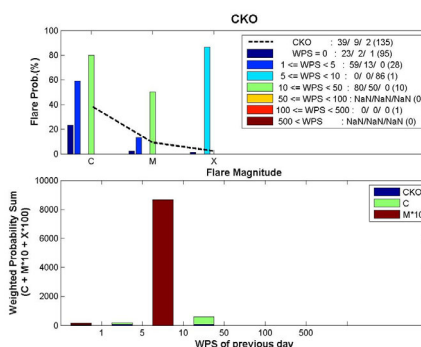 CKO
Flare Prob.(%)
100
80
60
40
20
0
C M X
Flare Magnitude
CKO : 39/ 9/ 2 (135)
WPS = 0 : 23/ 2/ 1 (95)
1 <= WPS < 5 : 59/ 13/ 0 (28)
5 <= WPS < 10 : 0/ 0/86 (1)
10 <= WPS < 50 : 80/ 50/ 0 (10)
50 <= WPS < 100 : NaN/NaN/NaN (0
100 <= WPS < 500 : 0/ 0/ 0 (1)
500 < WPS : NaN/NaN/NaN (0
Weighted Probability Sum
(C + M*10 + X*100)
10000
8000
6000
4000
2000
0
CKO
C
M*10
1 5 10 50 100 500
WPS of previous day